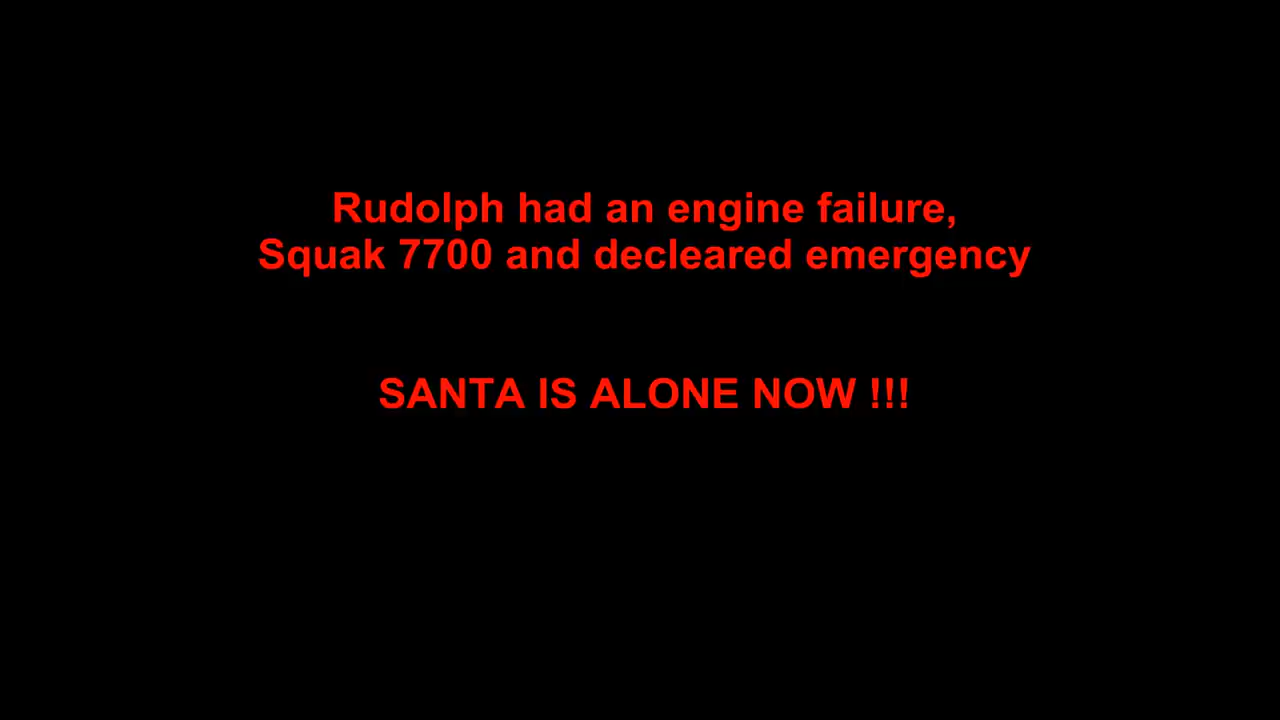 Rudolph had an engine failure,
Squak 7700 and decleared emergency
SANTA IS ALONE NOW !!!